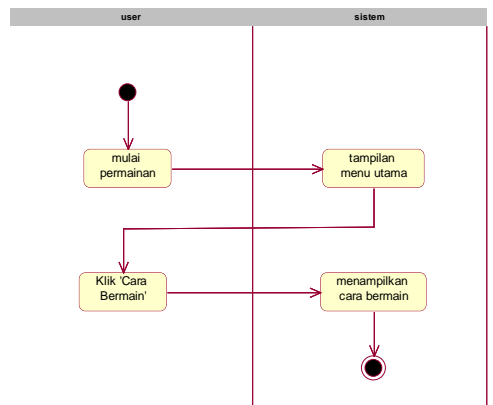 user
sistem
mulai
permainan
tampilan
menu utama
Klik 'Cara
Bermain'
menampilkan
cara bermain